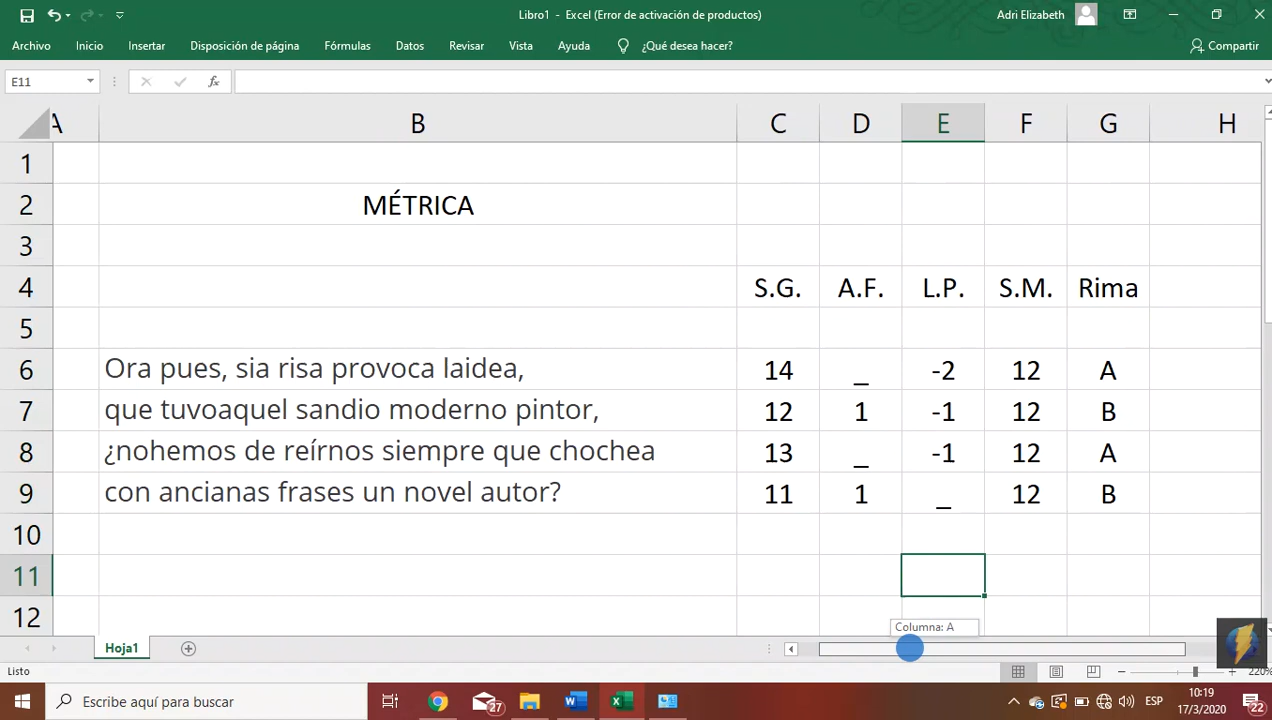 Libro1 - Excel (Error de activación de productos)
Adri Elizabeth
Archivo Inicio Insertar Disposición de página Fórmulas Datos Revisar Vista Ayuda ¿Qué desea hacer? Compartir
E11 fx
A B C D E F G H
1
2 MÉTRICA
3
4 S.G. A.F. L.P. S.M. Rima
5
6 Ora pues, sia risa provoca laidea, 14 _ -2 12 A
7 que tuvoaquel sandio moderno pintor, 12 1 -1 12 B
8 ¿nohemos de reírnos siempre que chochea 13 _ -1 12 A
9 con ancianas frases un novel autor? 11 1 _ 12 B
10
11
12
Columna: A
Hoja1
Listo 220%
Escribe aquí para buscar 27 ESP 10:19
17/3/2020 22